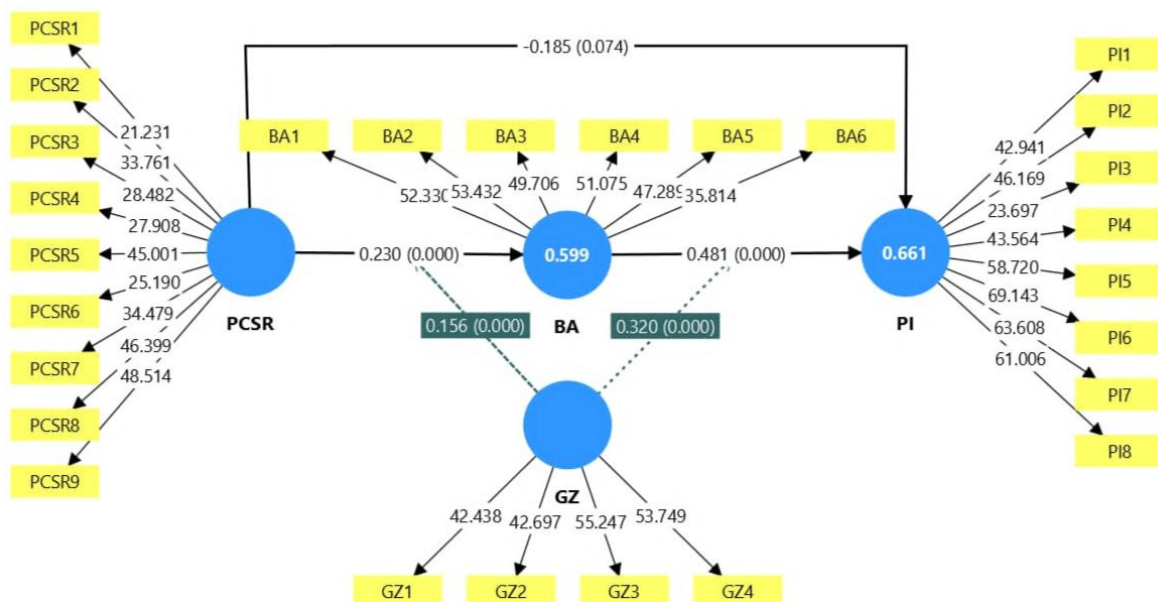 PCSR1
PCSR2
PCSR3
PCSR4
PCSR5
PCSR6
PCSR7
PCSR8
PCSR9
21.231
33.761
28.482
27.908
45.001
25.190
34.479
46.399
48.514
PCSR
-0.185 (0.074)
BA1
BA2
BA3
BA4
BA5
BA6
52.330
53.432
49.706
51.075
47.289
35.814
0.230 (0.000)
0.599
BA
0.481 (0.000)
0.661
PI
0.156 (0.000)
0.320 (0.000)
PI1
PI2
PI3
PI4
PI5
PI6
PI7
PI8
42.941
46.169
23.697
43.564
58.720
69.143
63.608
61.006
GZ
42.438
42.697
55.247
53.749
GZ1
GZ2
GZ3
GZ4